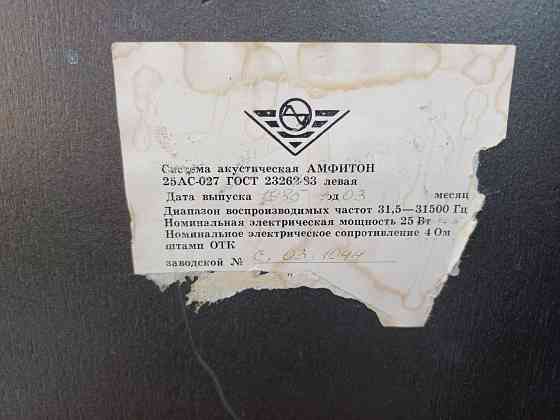 Система акустическая АМФИТОН
25АС-027 ГОСТ 23262-83 левая
Дата выпуска 1985 год 03 месяц
Диапазон воспроизводимых частот 31,5—31500 Гц
Номинальная электрическая мощность 25 Вт
Номинальное электрическое сопротивление 4 Ом
штамп ОТК
заводской № С. 03.1044